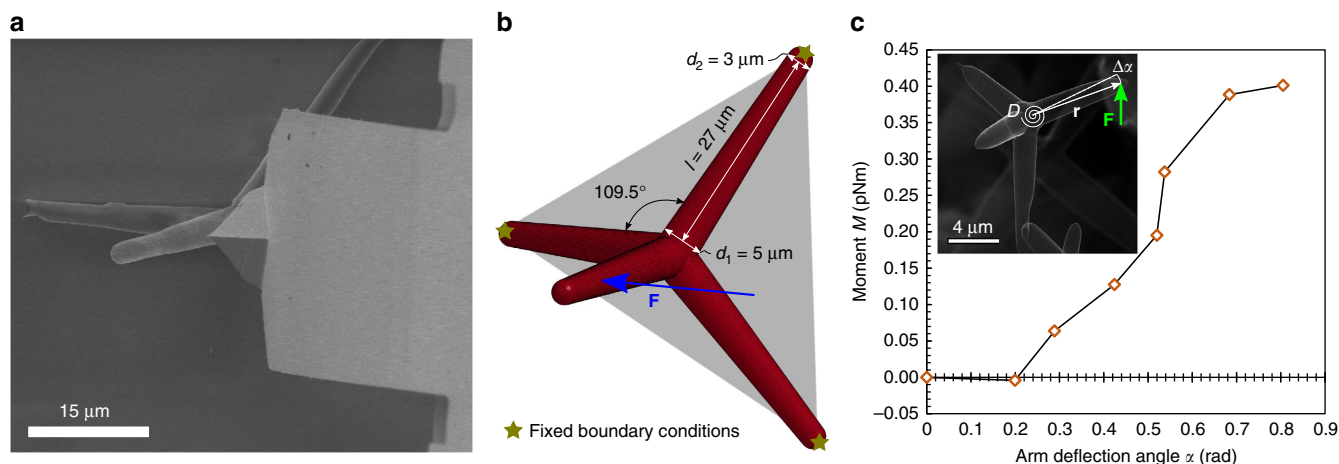 a
15 μm
b
d₂ = 3 μm
l = 27 μm
109.5°
d₁ = 5 μm
F
Fixed boundary conditions
c
Moment M (pNm)
0.45
0.40
0.35
0.30
0.25
0.20
0.15
0.10
0.05
0.00
–0.05
Δα
D
r
F
4 μm
0 0.1 0.2 0.3 0.4 0.5 0.6 0.7 0.8 0.9
Arm deflection angle α (rad)